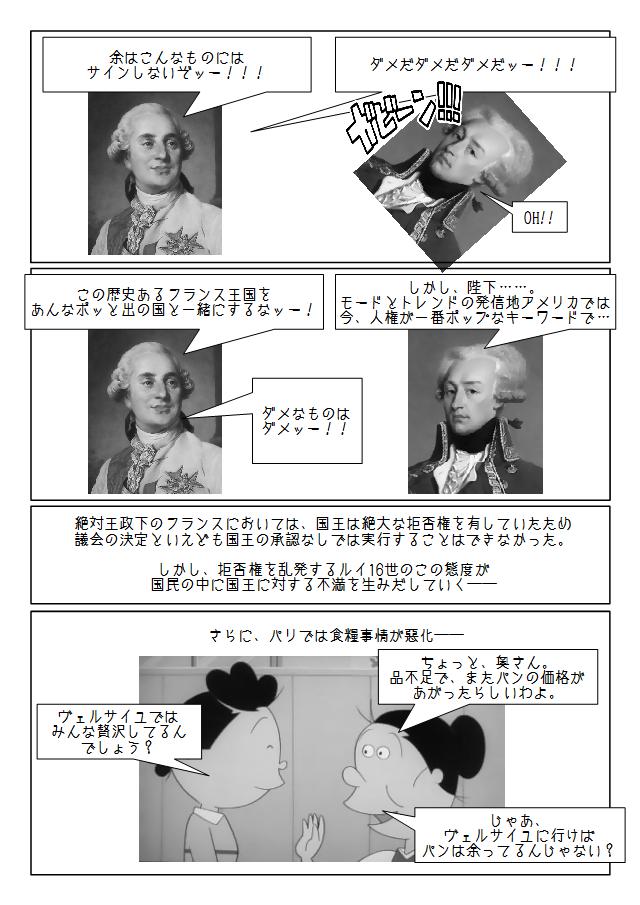 余はこんなものには
サインしないぞッー！！！
ダメだダメだダメだッー！！！
ガビーン!!!
OH!!
この歴史あるフランス王国を
あんなポッと出の国と一緒にするなッー！
しかし、陛下……。
モードとトレンドの発信地アメリカでは
今、人権が一番ポップなキーワードで…
ダメなものは
ダメッー！！
絶対王政下のフランスにおいては、国王は絶大な拒否権を有していたため
議会の決定といえども国王の承認なしでは実行することはできなかった。
しかし、拒否権を乱発するルイ16世のこの態度が
国民の中に国王に対する不満を生みだしていく――
さらに、パリでは食糧事情が悪化――
ちょっと、奥さん。
品不足で、またパンの価格が
あがったらしいわよ。
ヴェルサイユでは
みんな贅沢してるん
でしょう？
じゃあ、
ヴェルサイユに行けば
パンは余ってるんじゃない？